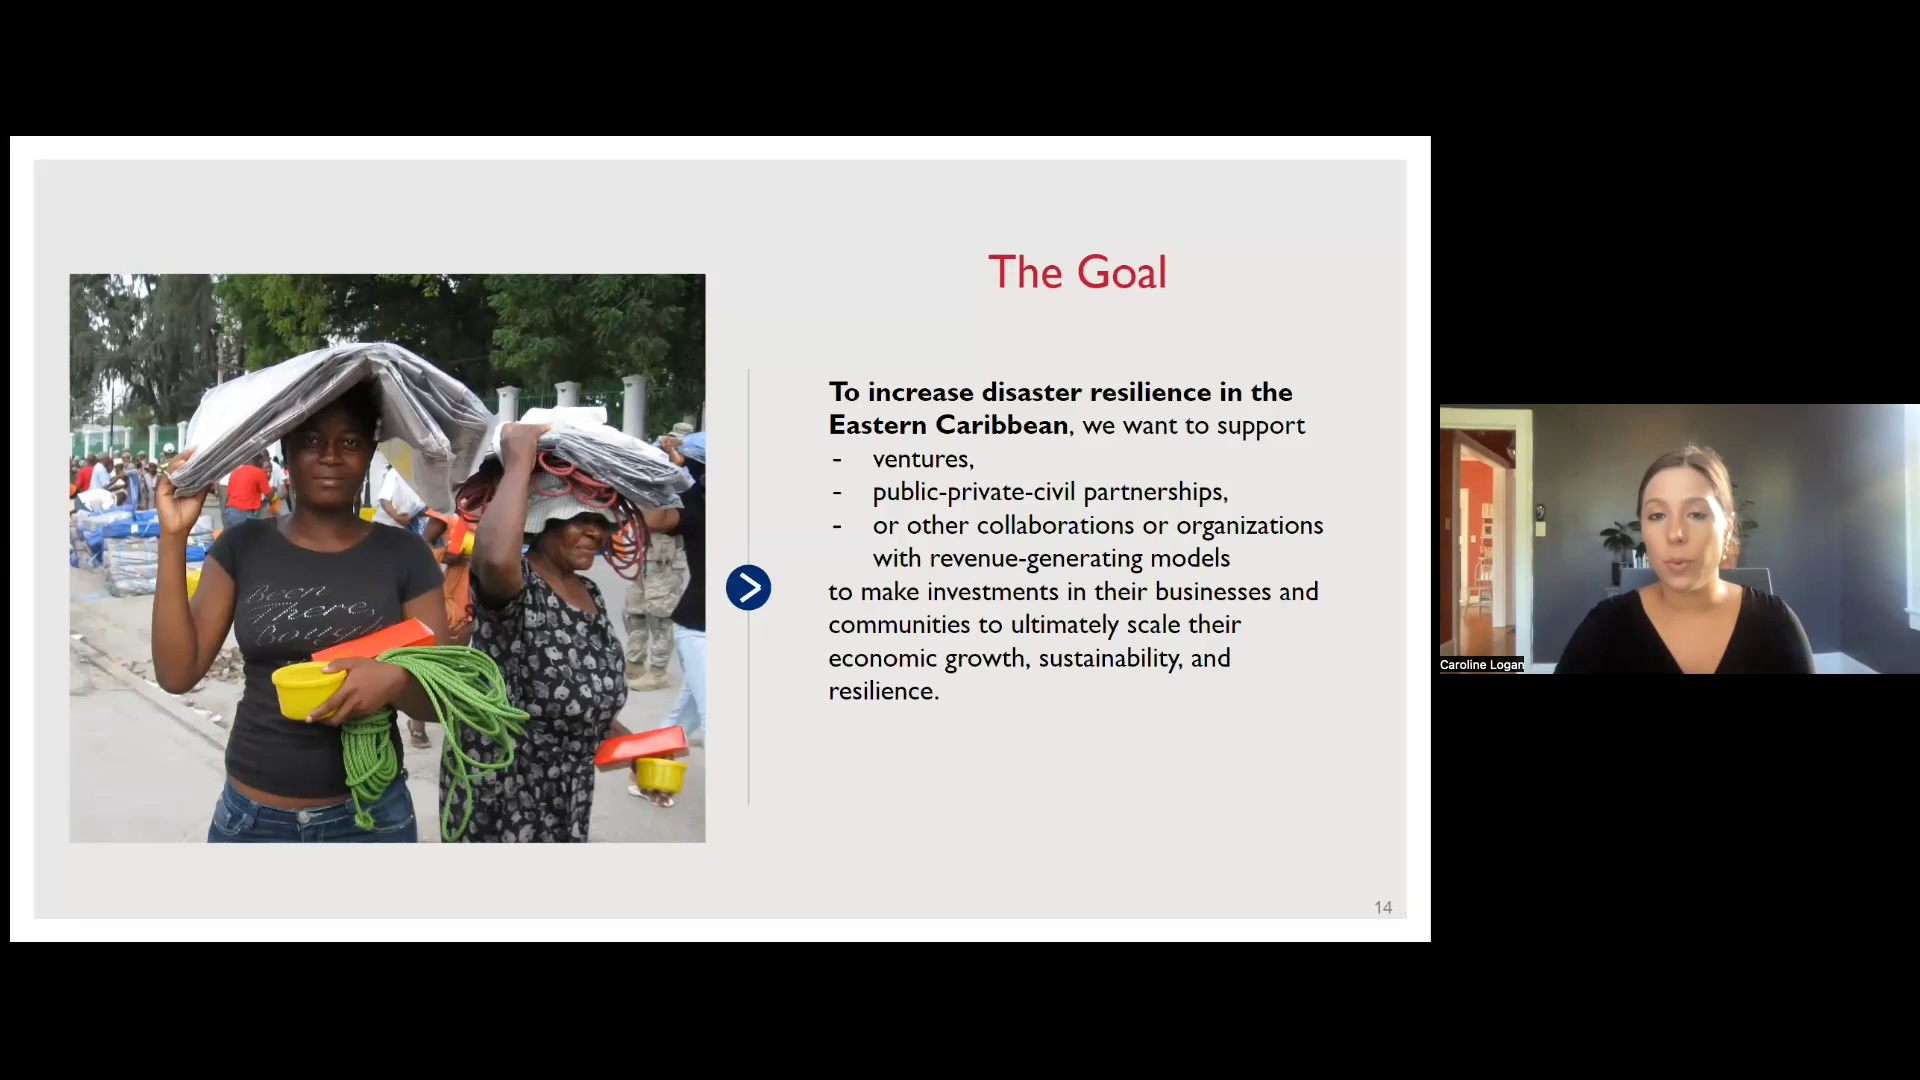 The Goal
To increase disaster resilience in the
Eastern Caribbean, we want to support
- ventures,
- public-private-civil partnerships,
- or other collaborations or organizations
with revenue-generating models
to make investments in their businesses and
communities to ultimately scale their
economic growth, sustainability, and
resilience.
14
Been
There,
Caroline Logan